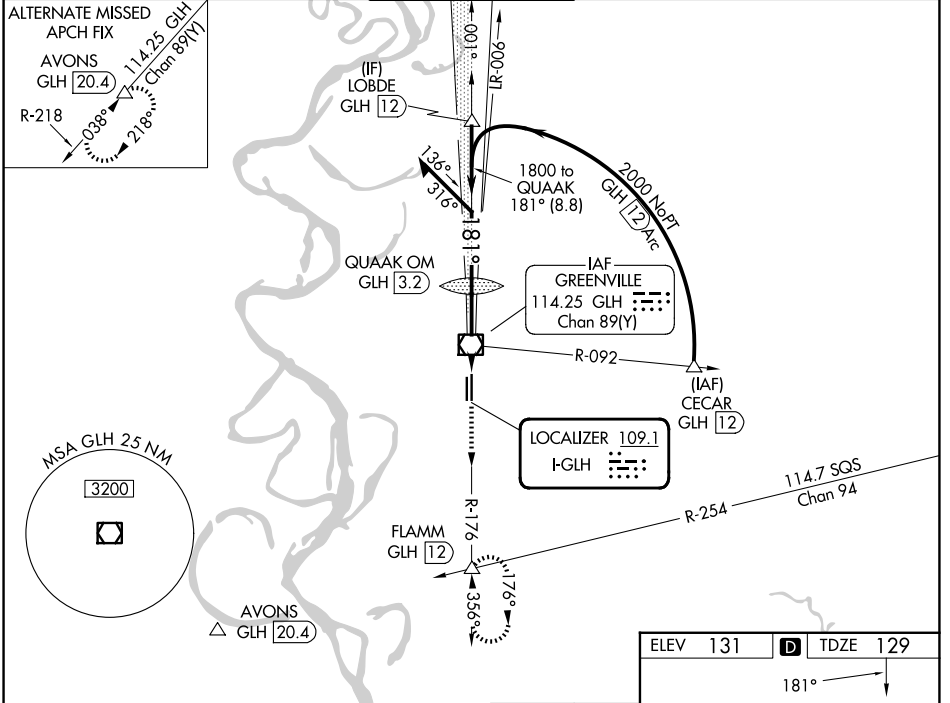 ALTERNATE MISSED
APCH FIX
AVONS
GLH 20.4
114.25 GLH
Chan 89(Y)
R-218
038°
218°
001°
LR-006
(IF)
LOBDE
GLH 12
136°
316°
1800 to
QUAAK
181° (8.8)
2000 NoPT
GLH 12 Arc
181°
QUAAK OM
GLH 3.2
IAF
GREENVILLE
114.25 GLH
Chan 89(Y)
R-092
(IAF)
CECAR
GLH 12
LOCALIZER 109.1
I-GLH
MSA GLH 25 NM
3200
114.7 SQS
Chan 94
R-254
R-176
FLAMM
GLH 12
176°
356°
AVONS
GLH 20.4
ELEV 131 D TDZE 129
181°